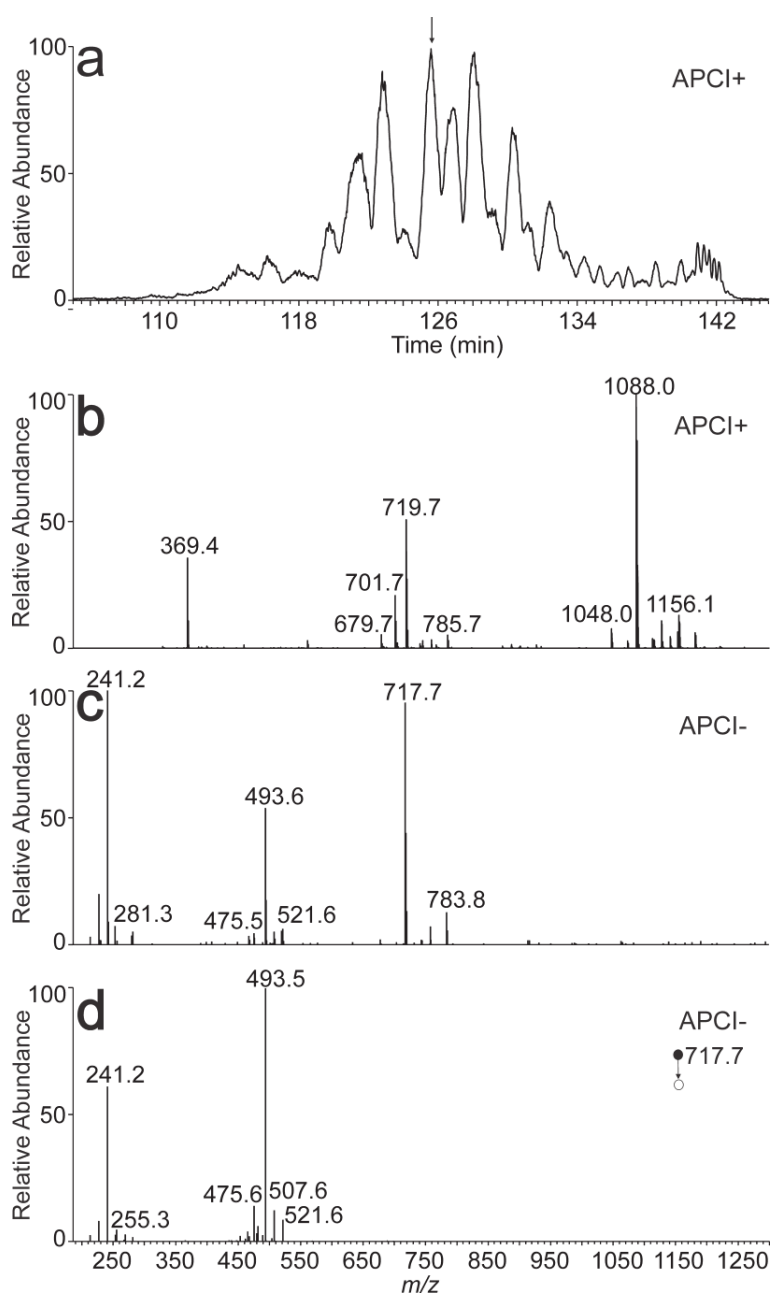 a
APCI+
Relative Abundance
100
50
0
110 118 126 134 142
Time (min)
b
APCI+
Relative Abundance
100
50
0
369.4
679.7
701.7
719.7
785.7
1048.0
1088.0
1156.1
c
APCI-
Relative Abundance
100
50
0
241.2
281.3
475.5
493.6
521.6
717.7
783.8
d
APCI-
717.7
Relative Abundance
100
50
0
241.2
255.3
475.6
493.5
507.6
521.6
250 350 450 550 650 750 850 950 1050 1150 1250
m/z